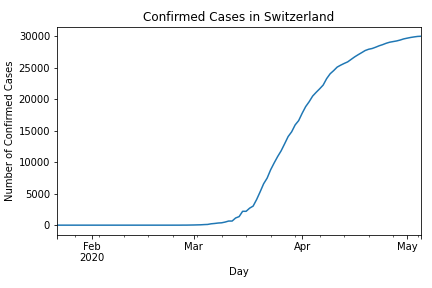 Confirmed Cases in Switzerland
30000
25000
20000
15000
10000
5000
0
Number of Confirmed Cases
Feb
2020
Mar
Apr
May
Day